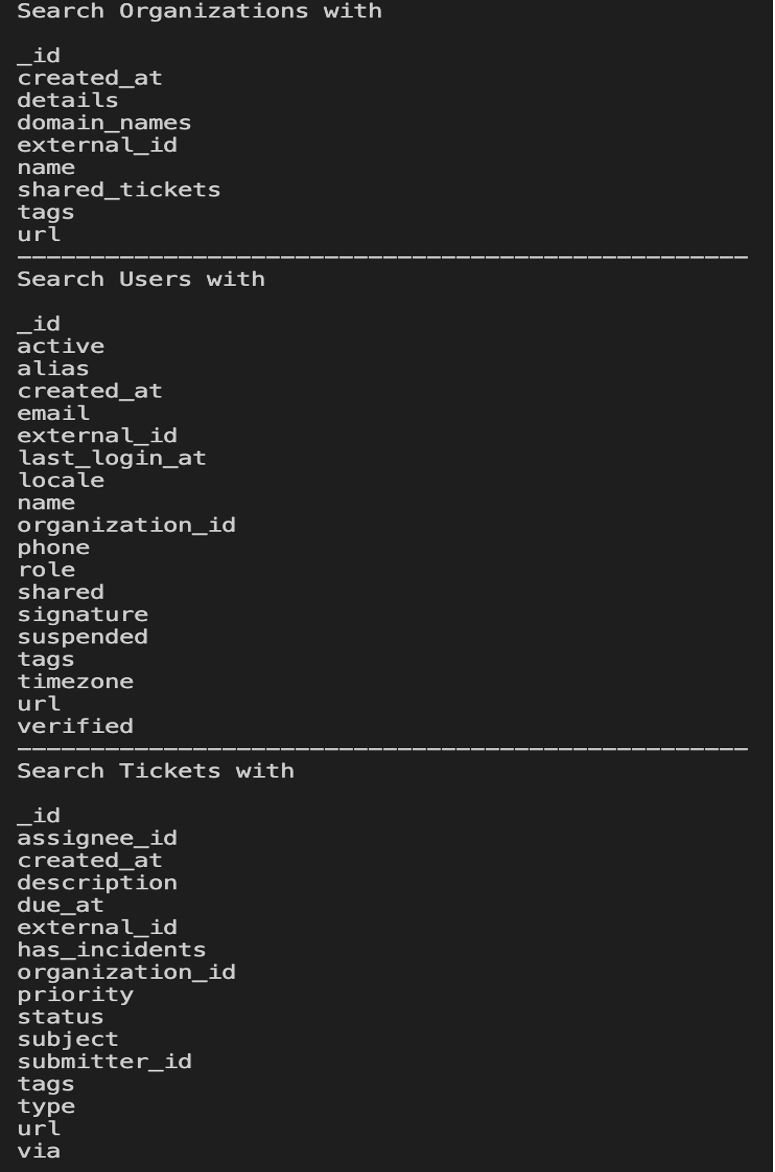 Search Organizations with
_id
created_at
details
domain_names
external_id
name
shared_tickets
tags
url
--------------------------------------------------
Search Users with
_id
active
alias
created_at
email
external_id
last_login_at
locale
name
organization_id
phone
role
shared
signature
suspended
tags
timezone
url
verified
--------------------------------------------------
Search Tickets with
_id
assignee_id
created_at
description
due_at
external_id
has_incidents
organization_id
priority
status
subject
submitter_id
tags
type
url
via